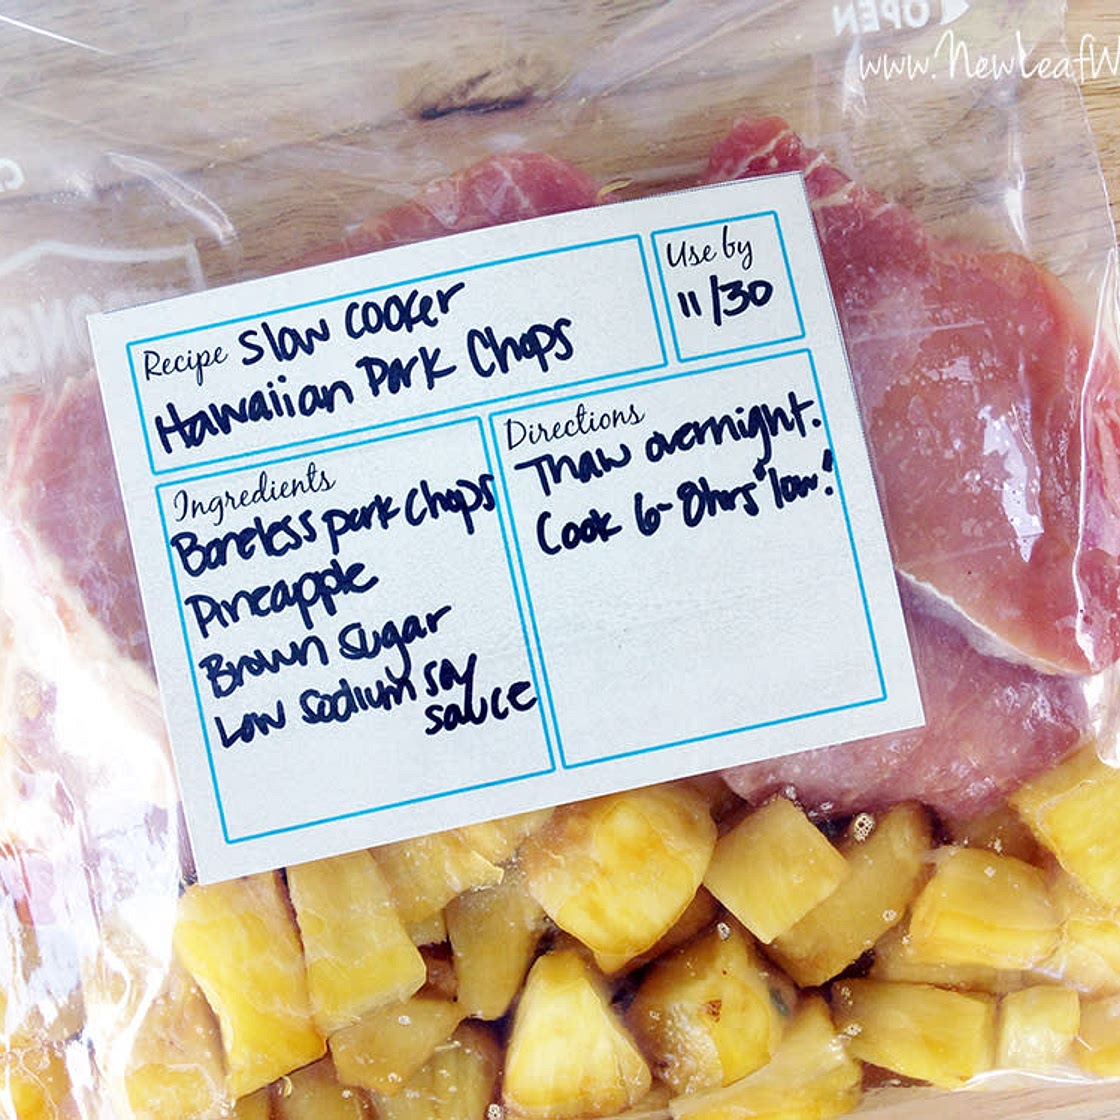 OPEN
www.NewLeafW
Recipe Slow cooker
Hawaiian Pork Chops
Use by
11/30
Ingredients
Boneless pork chops
Pineapple
Brown sugar
Low sodium soy
sauce
Directions
Thaw overnight.
Cook 6-8hrs "low!